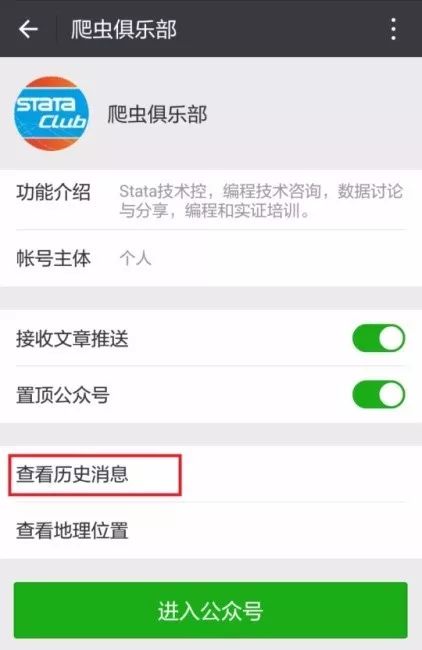 爬虫俱乐部
STATA
Club
爬虫俱乐部
功能介绍
Stata技术控，编程技术咨询，数据讨论
与分享，编程和实证培训。
帐号主体
个人
接收文章推送
置顶公众号
查看历史消息
查看地理位置
进入公众号